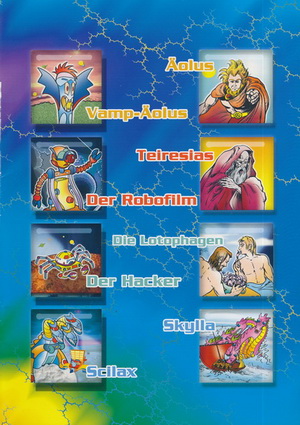 Äolus
Vamp-Äolus
Teiresias
Der Robofilm
Die Lotophagen
Der Hacker
Skylla
Scilax